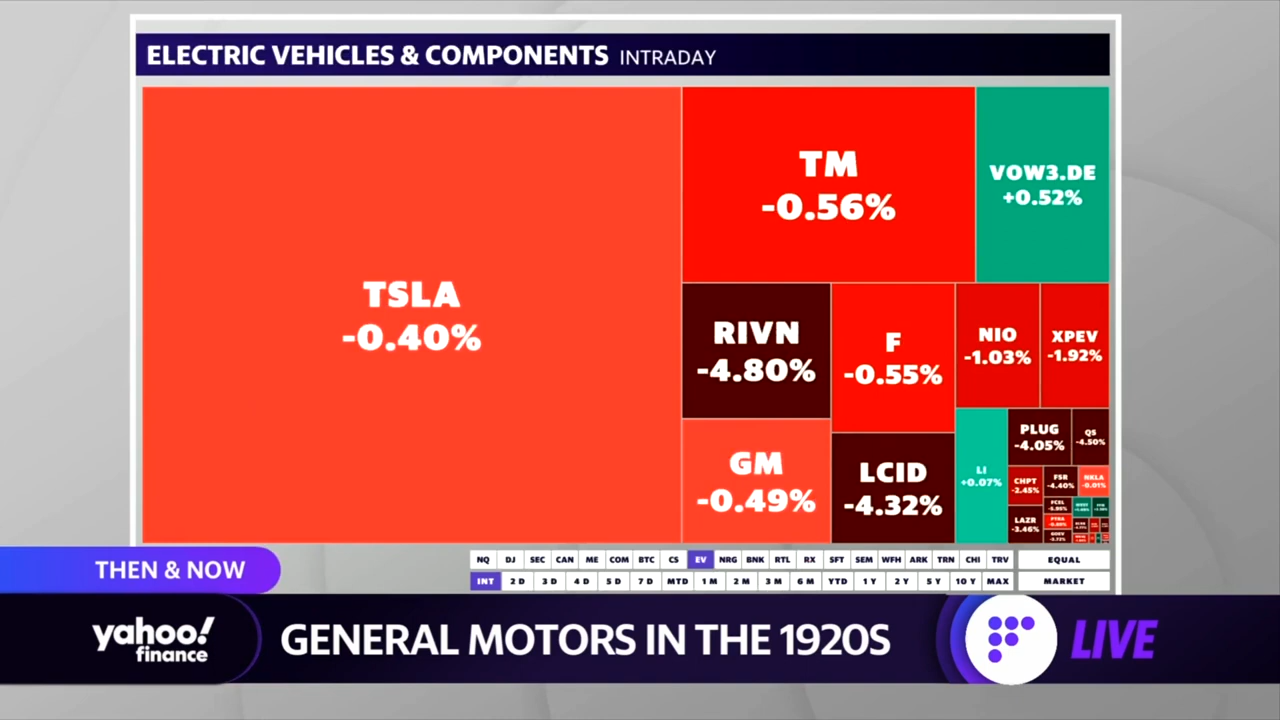 ELECTRIC VEHICLES & COMPONENTS INTRADAY
TSLA
-0.40%
TM
-0.56%
VOW3.DE
+0.52%
RIVN
-4.80%
F
-0.55%
NIO
-1.03%
XPEV
-1.92%
GM
-0.49%
LCID
-4.32%
LI
+0.07%
PLUG
-4.05%
QS
-4.50%
CHPT
-2.45%
FSR
-4.40%
NKLA
-0.01%
LAZR
-3.46%
FCEL
NQ DJ SEC CAN ME COM BTC CS EV NRG BNK RTL RX SFT SEM WFH ARK TRN CHI TRV EQUAL
INT 2 D 3 D 4 D 5 D 7 D MTD 1 M 2 M 3 M 6 M YTD 1 Y 2 Y 5 Y 10 Y MAX MARKET
THEN & NOW
yahoo!
finance
GENERAL MOTORS IN THE 1920S
LIVE